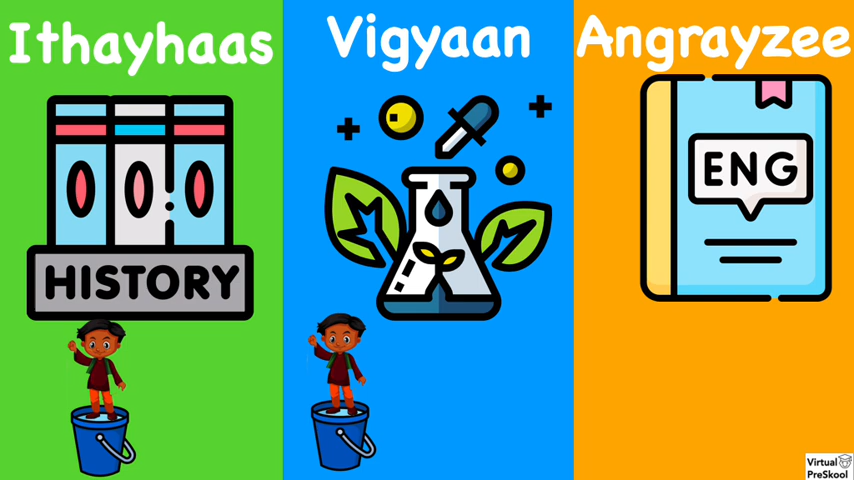 Ithayhaas
HISTORY
Vigyaan
Angrayzee
ENG
Virtual
PreSkool